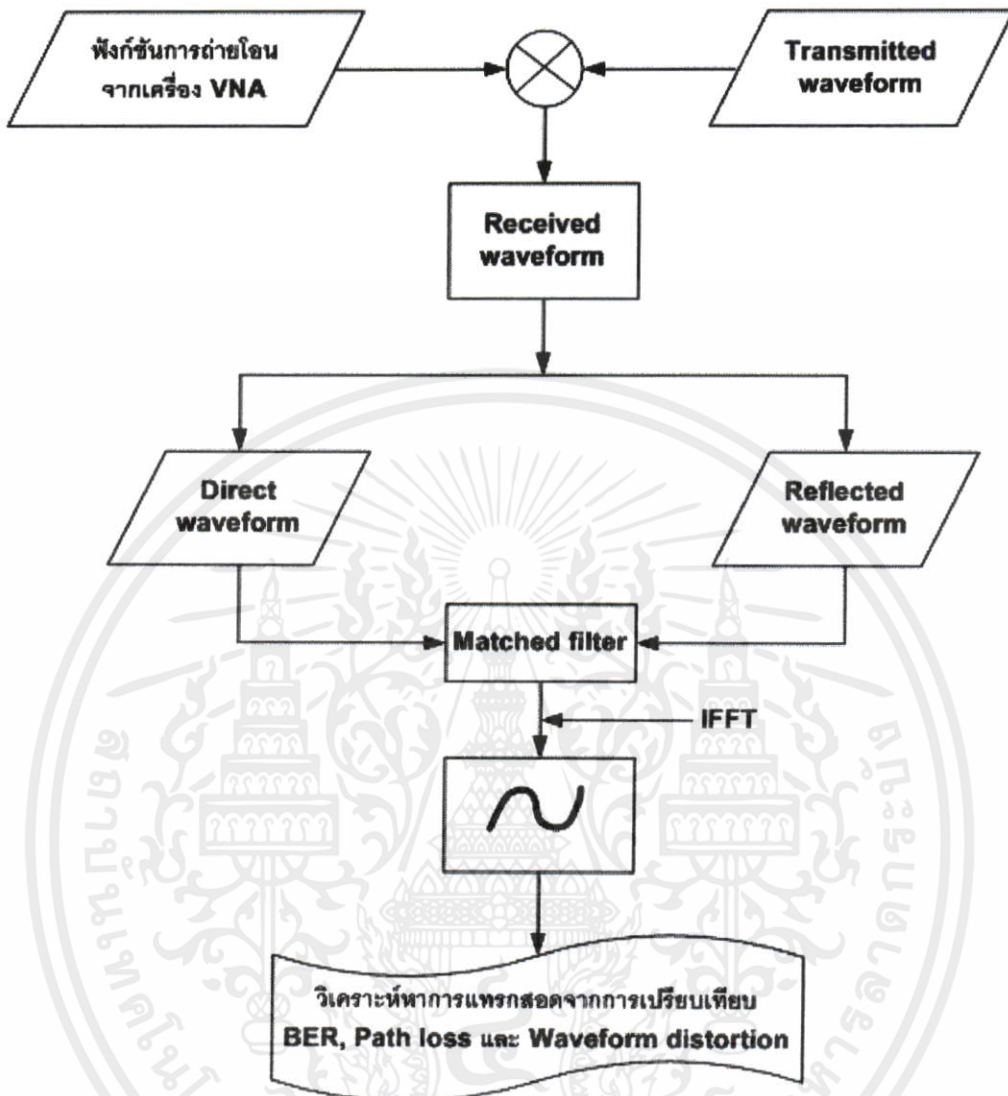 ฟังก์ชันการถ่ายโอน
จากเครื่อง VNA
Transmitted
waveform
Received
waveform
Direct
waveform
Reflected
waveform
Matched filter
IFFT
วิเคราะห์หาการแทรกสอดจากการเปรียบเทียบ
BER, Path loss และ Waveform distortion